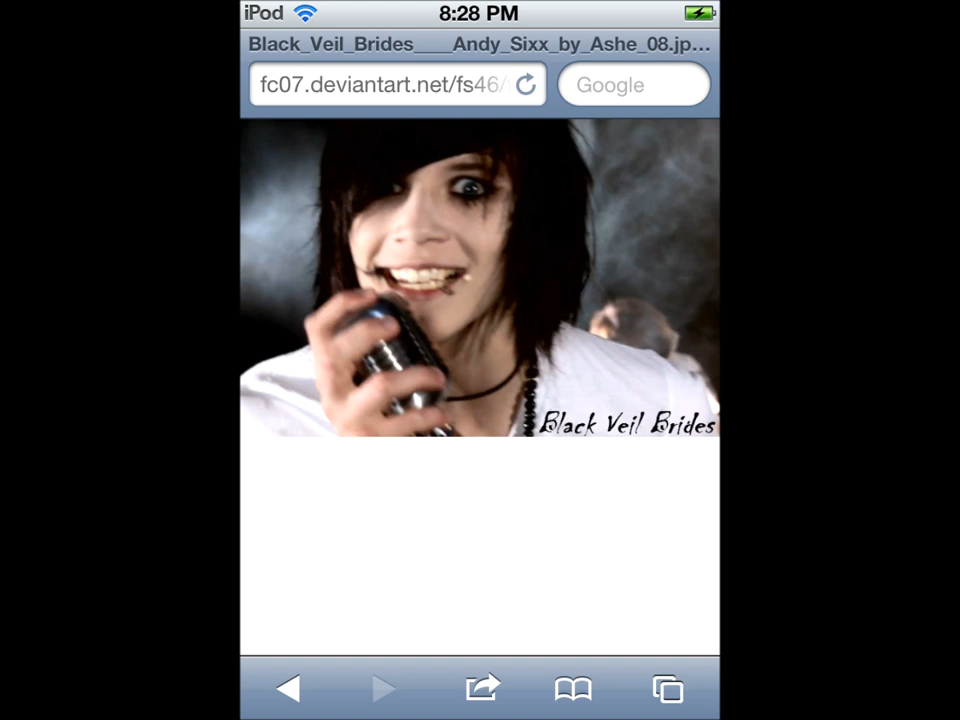 iPod 8:28 PM
Black_Veil_Brides____Andy_Sixx_by_Ashe_08.jp...
fc07.deviantart.net/fs46/ Google
Black Veil Brides